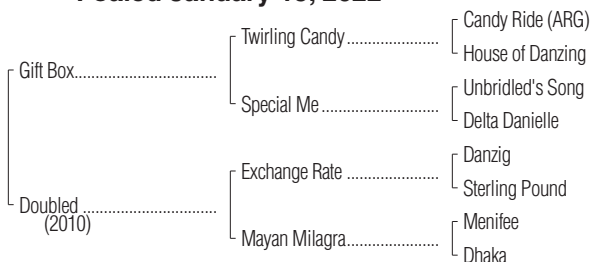 Foaled January 15, 2022
Candy Ride (ARG)
Twirling Candy
House of Danzing
Gift Box
Unbridled's Song
Special Me
Delta Danielle
Danzig
Exchange Rate
Sterling Pound
Doubled
(2010)
Menifee
Mayan Milagra
Dhaka